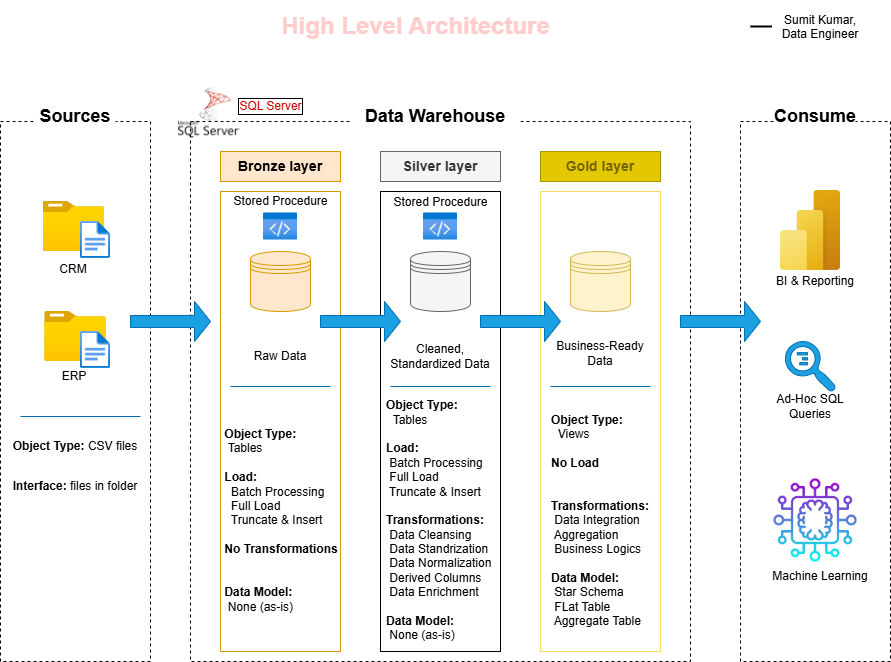 High Level Architecture
Sumit Kumar,
Data Engineer
Sources
CRM
ERP
Object Type: CSV files
Interface: files in folder
Microsoft
SQL Server
SQL Server
Data Warehouse
Bronze layer
Stored Procedure
Raw Data
Object Type:
Tables
Load:
Batch Processing
Full Load
Truncate & Insert
No Transformations
Data Model:
None (as-is)
Silver layer
Stored Procedure
Cleaned,
Standardized Data
Object Type:
Tables
Load:
Batch Processing
Full Load
Truncate & Insert
Transformations:
Data Cleansing
Data Standrization
Data Normalization
Derived Columns
Data Enrichment
Data Model:
None (as-is)
Gold layer
Business-Ready
Data
Object Type:
Views
No Load
Transformations:
Data Integration
Aggregation
Business Logics
Data Model:
Star Schema
FLat Table
Aggregate Table
Consume
BI & Reporting
Ad-Hoc SQL
Queries
Machine Learning